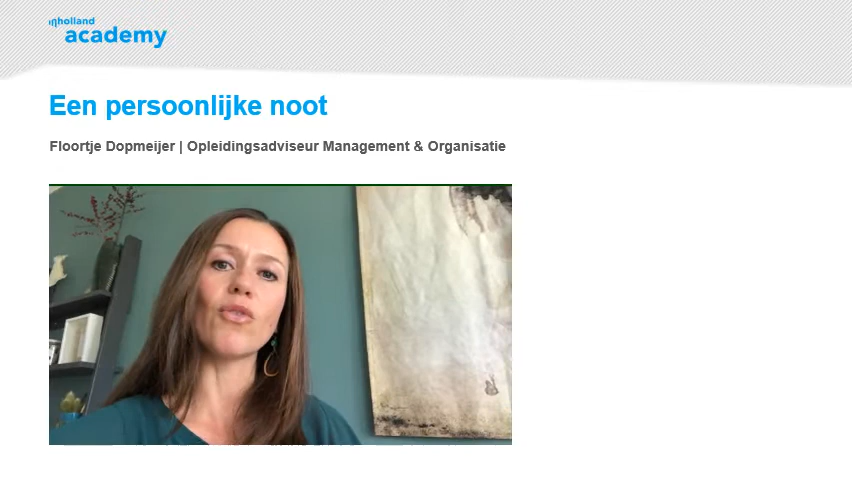 inholland
academy
Een persoonlijke noot
Floortje Dopmeijer | Opleidingsadviseur Management & Organisatie